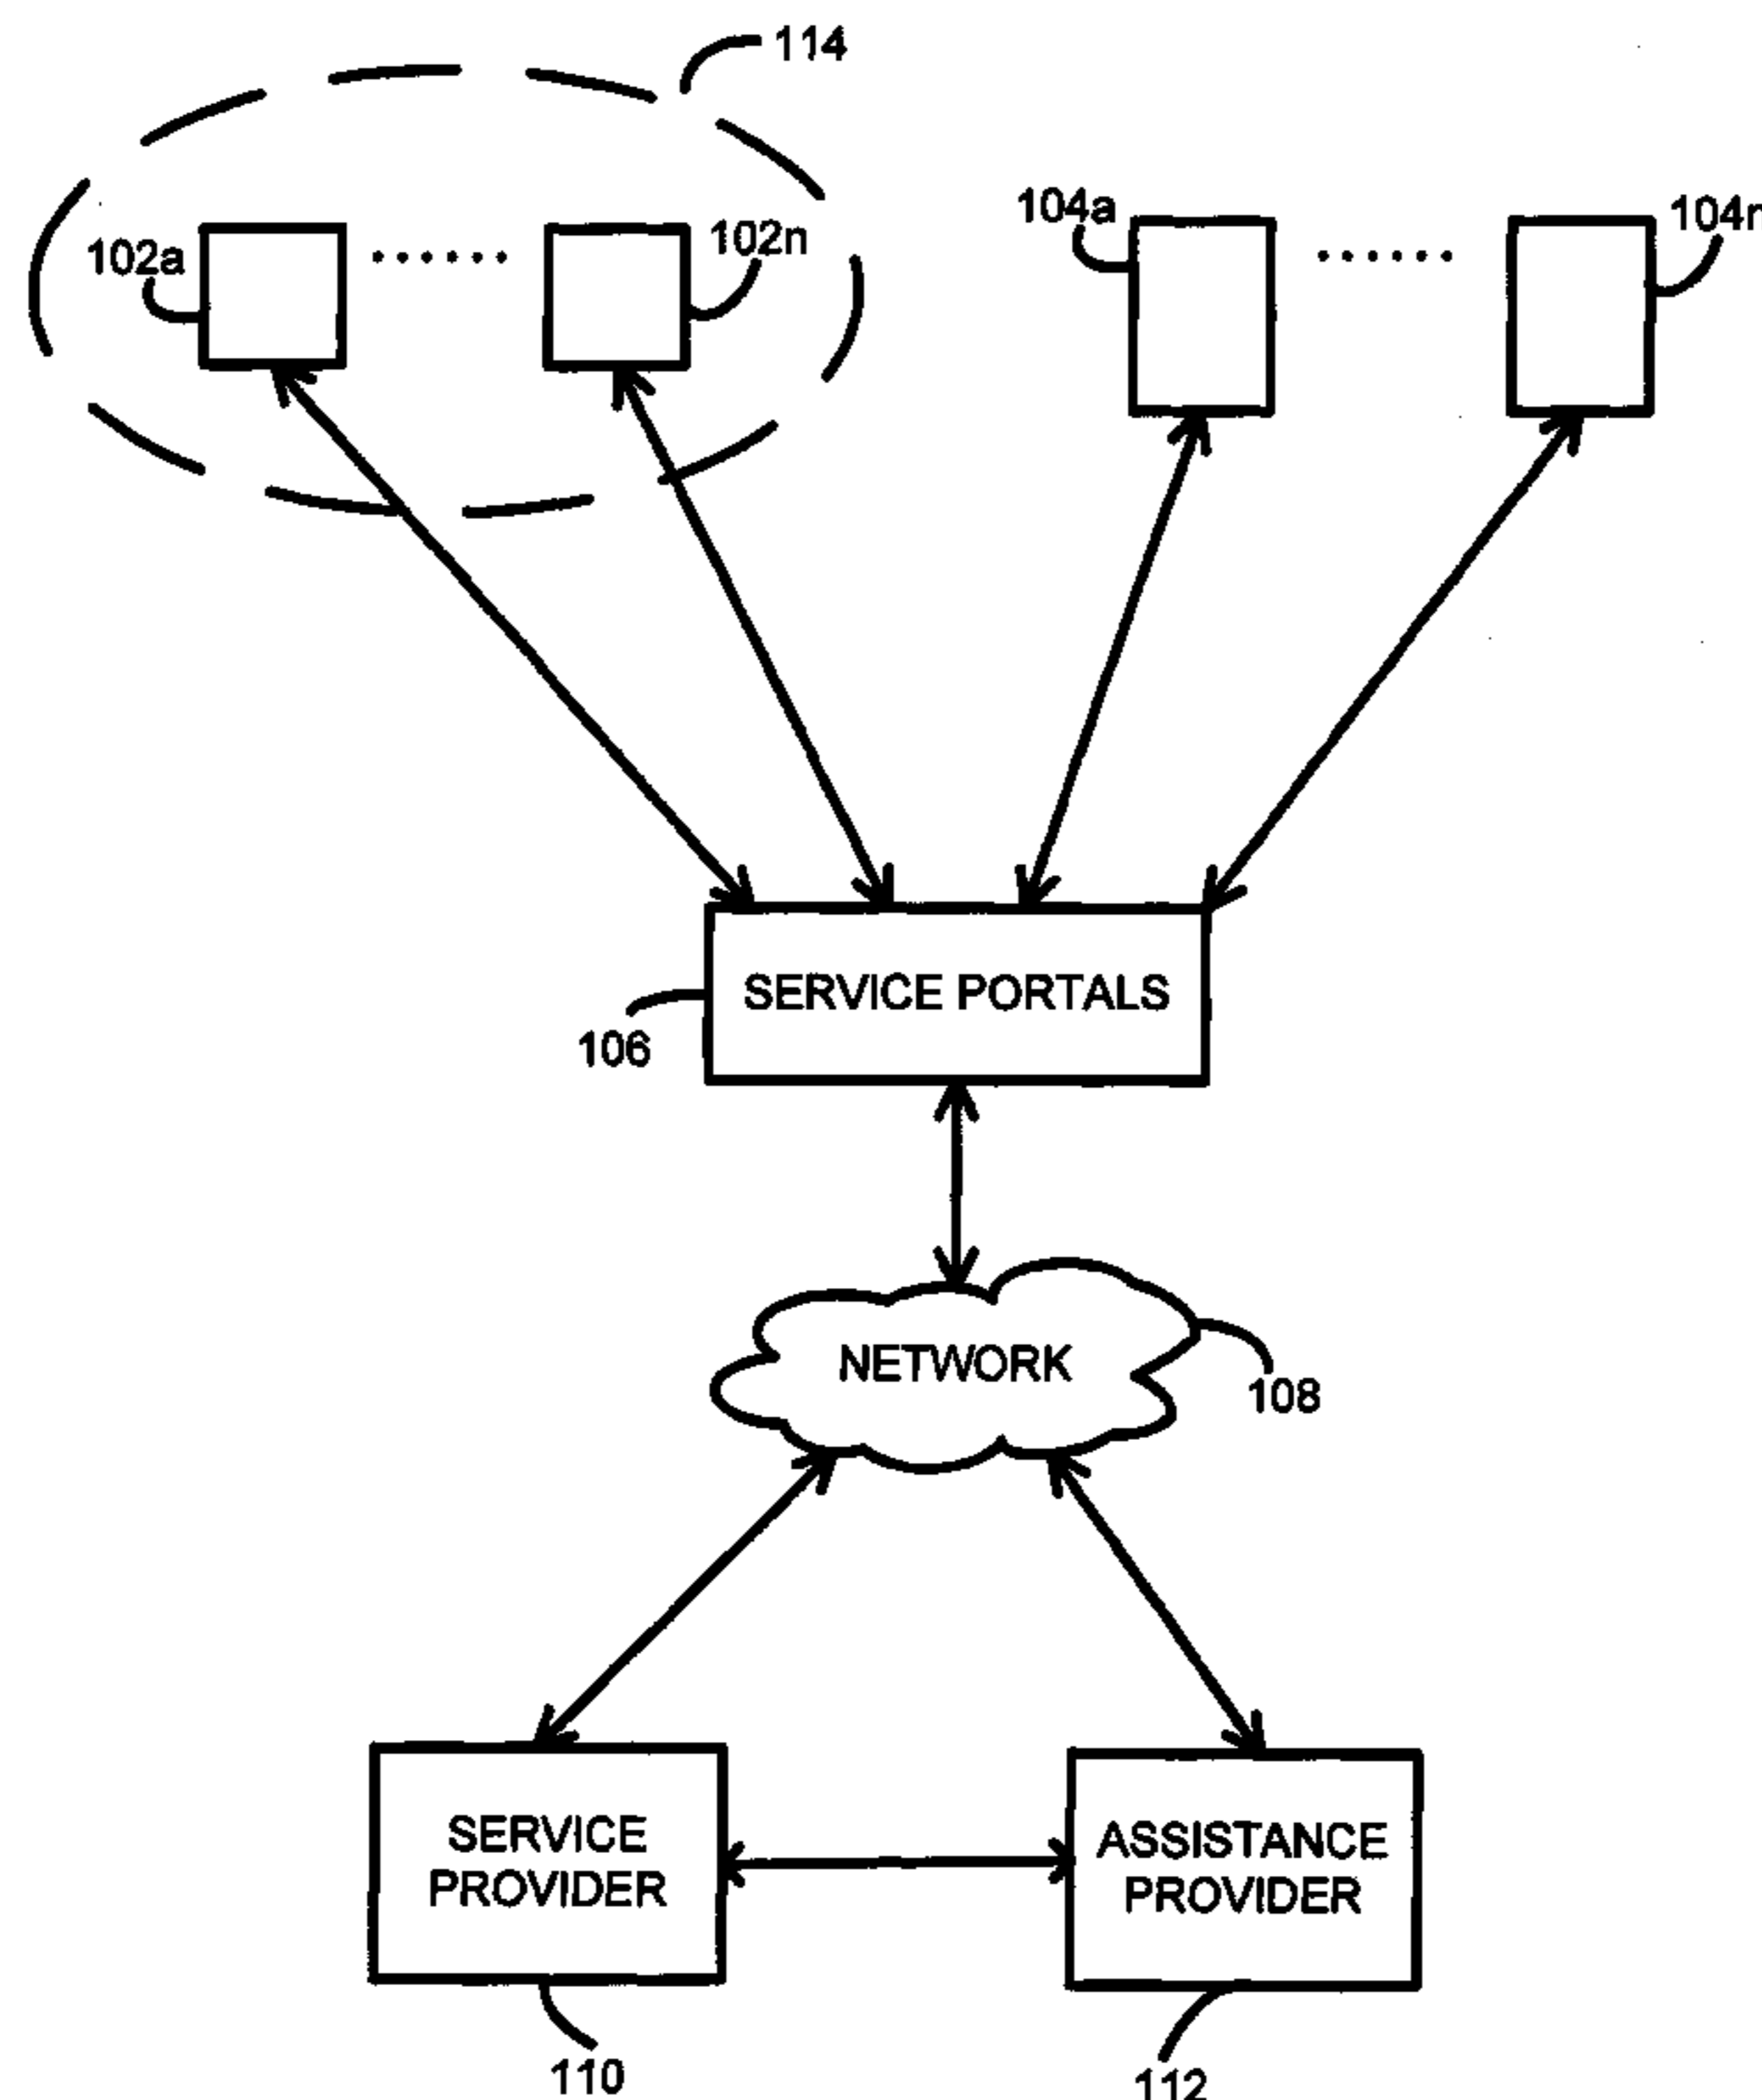 114
102a
102n
104a
104n
SERVICE PORTALS
106
NETWORK
108
SERVICE
PROVIDER
ASSISTANCE
PROVIDER
110
112